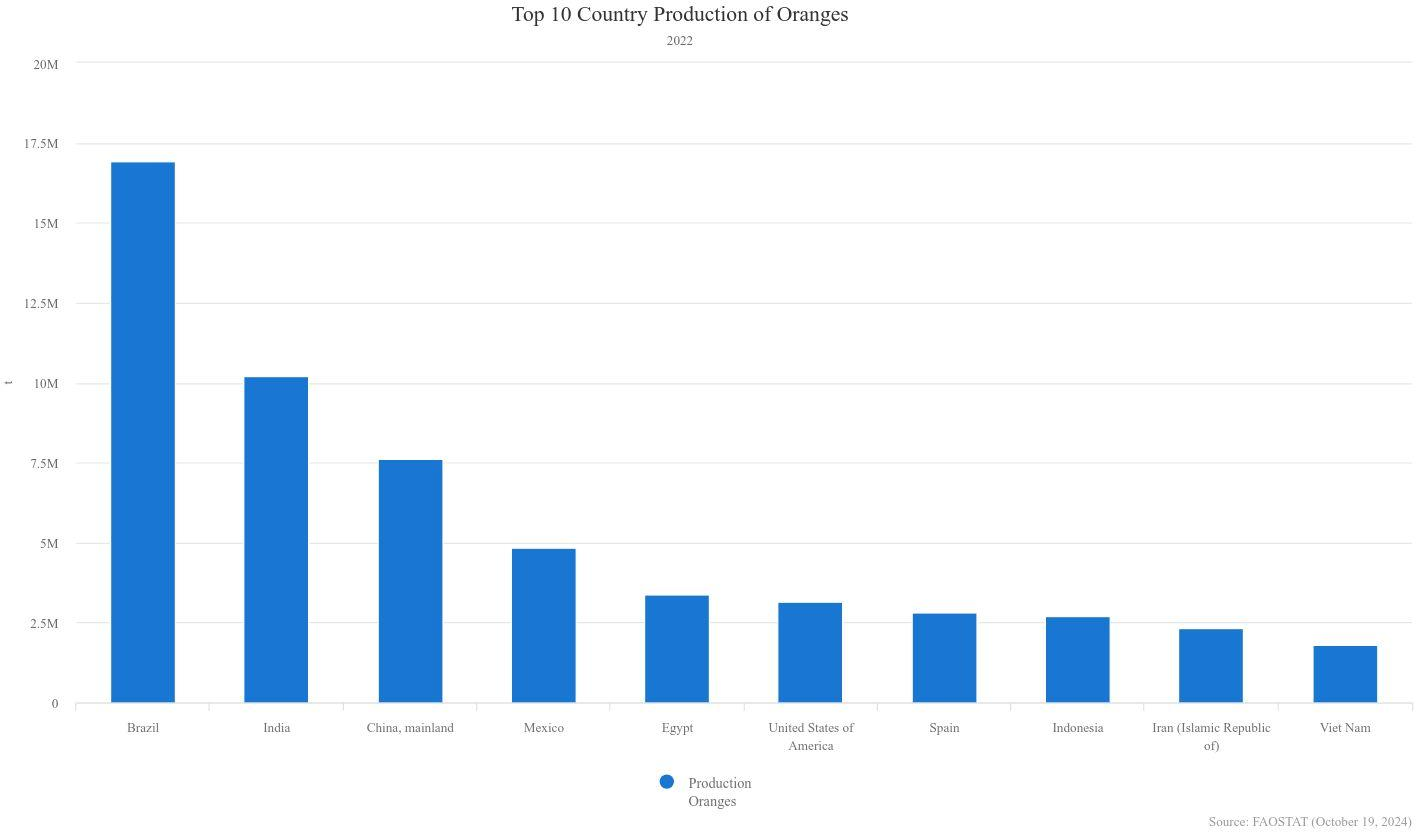 Top 10 Country Production of Oranges
2022
20M
17.5M
15M
12.5M
10M
7.5M
5M
2.5M
0
t
Brazil
India
China, mainland
Mexico
Egypt
United States of
America
Spain
Indonesia
Iran (Islamic Republic
of)
Viet Nam
Production
Oranges
Source: FAOSTAT (October 19, 2024)